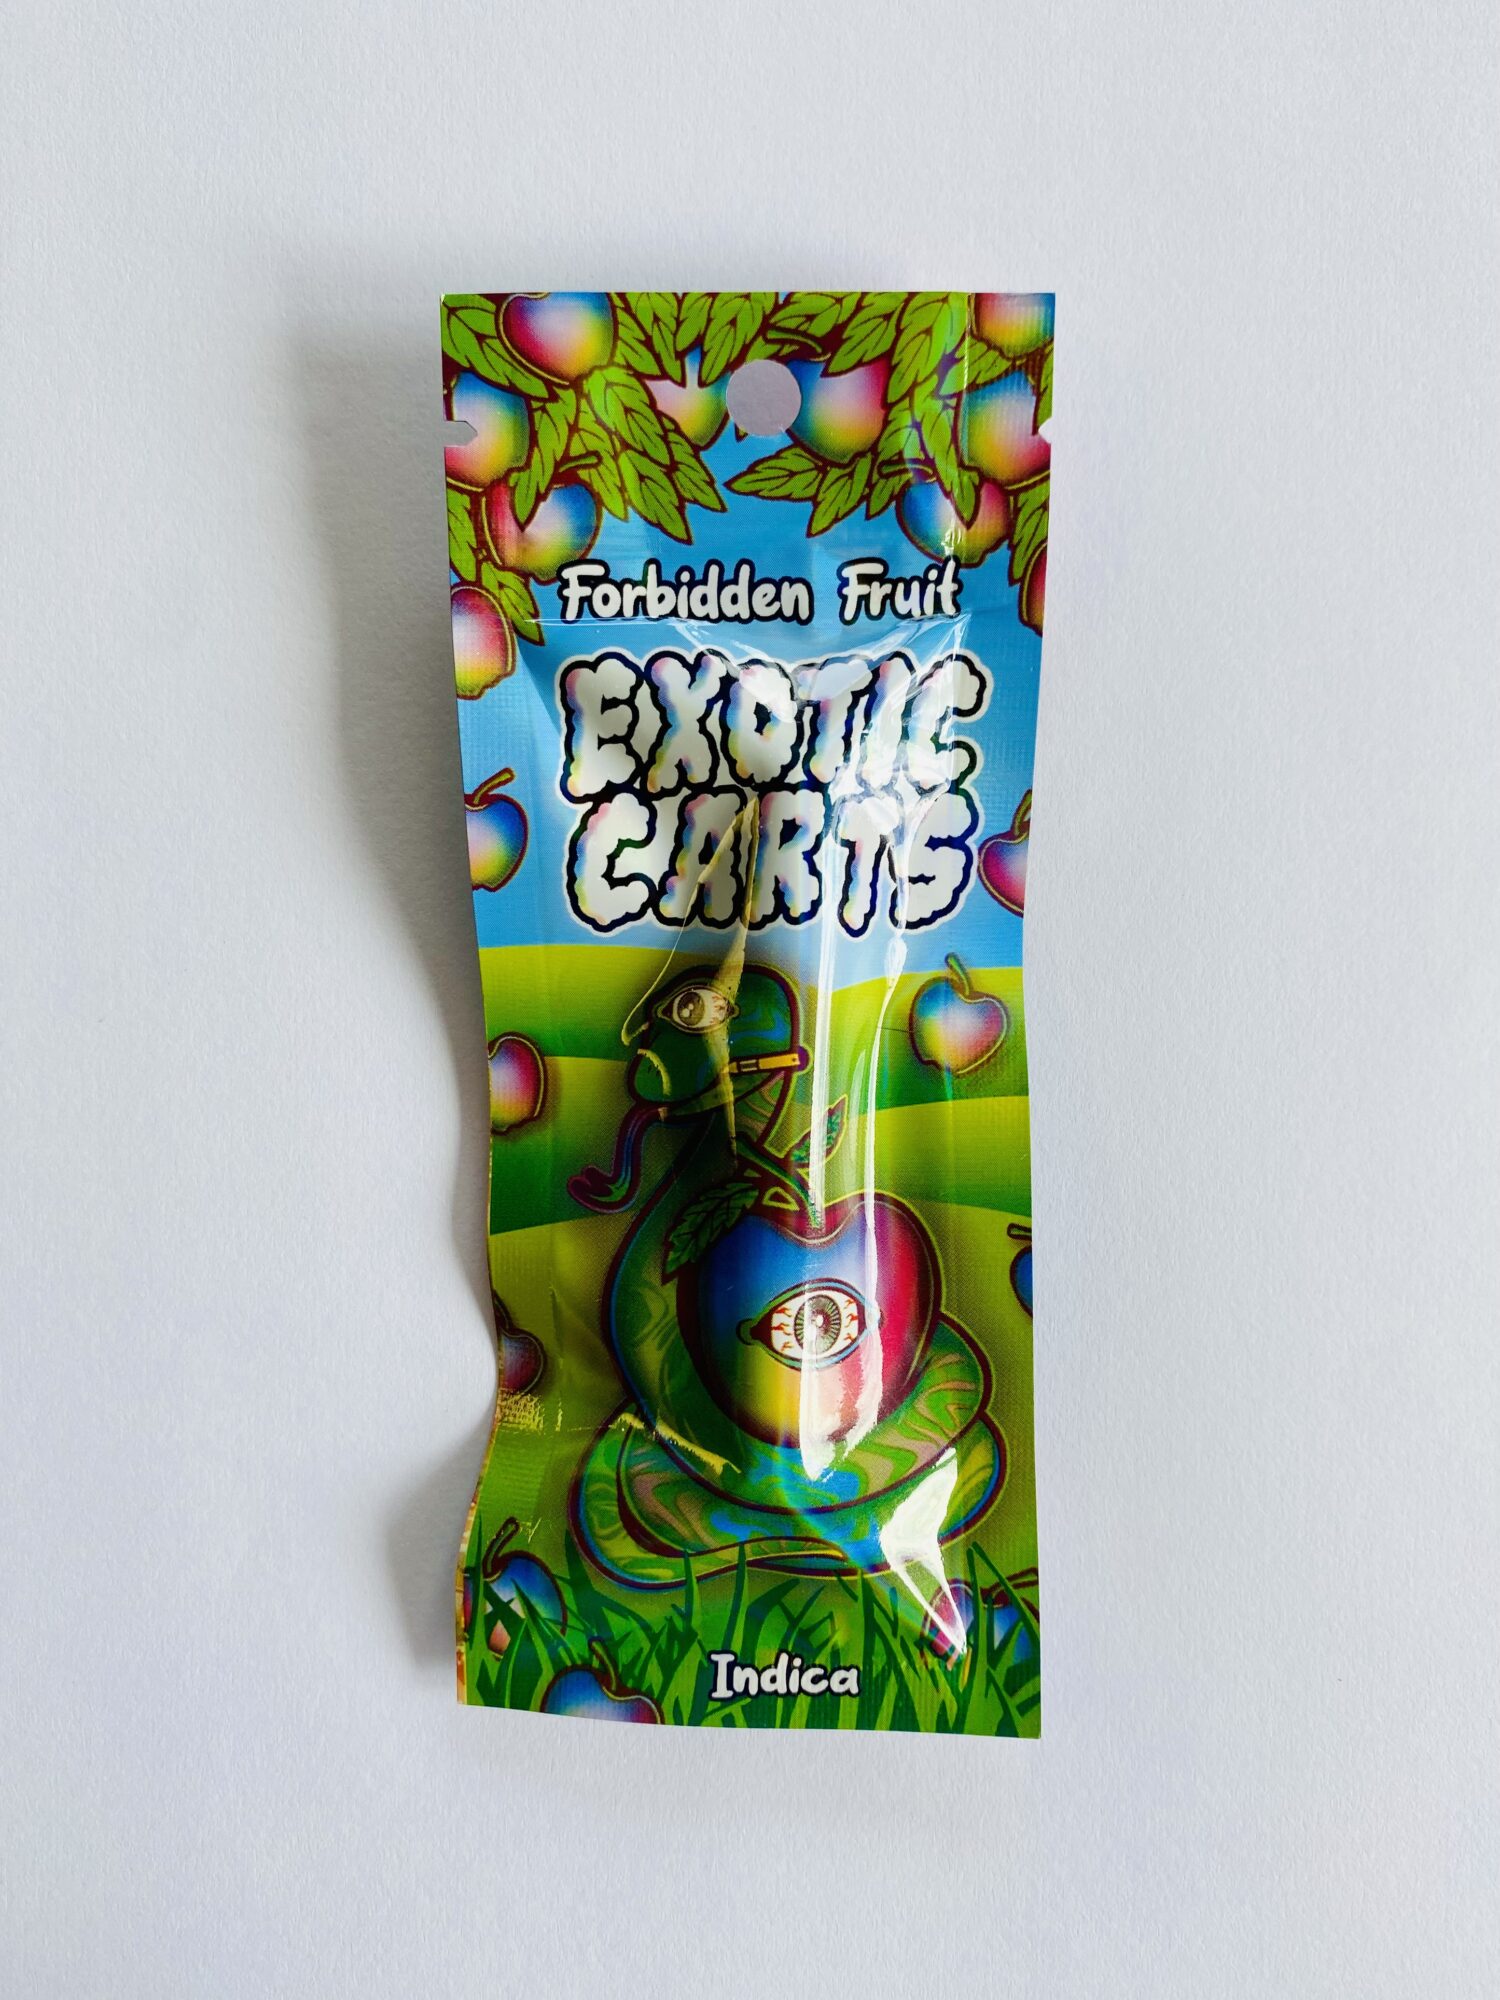 Forbidden Fruit
EXOTIC
CARTS
Indica